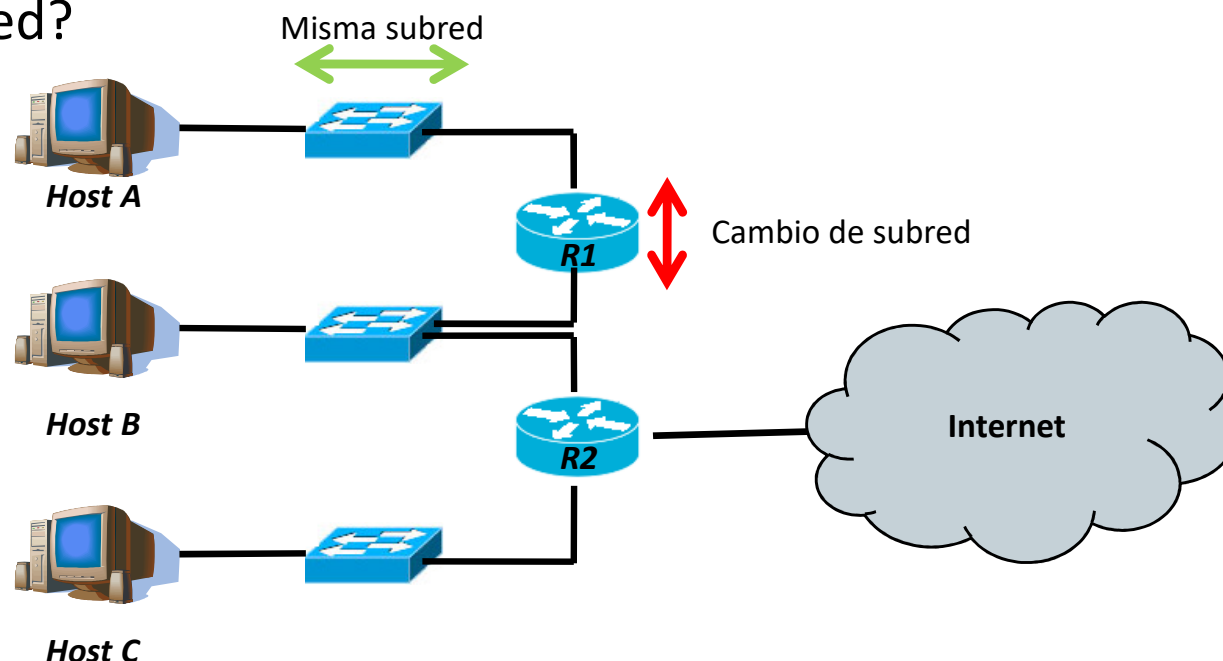 ed?
Misma subred
Host A
R1
Cambio de subred
Host B
Internet
R2
Host C